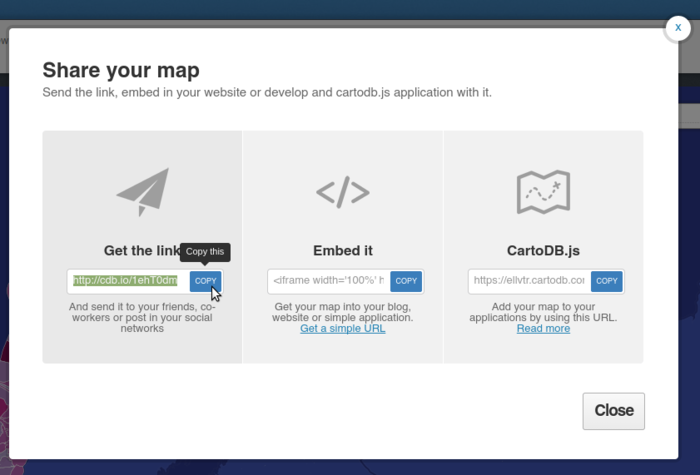 w
x
Share your map
Send the link, embed in your website or develop and cartodb.js application with it.
Get the link
Copy this
http://cdb.io/1ehT0dm
COPY
And send it to your friends, co-
workers or post in your social
networks
Embed it
<iframe width='100%' h
COPY
Get your map into your blog,
website or simple application.
Get a simple URL
CartoDB.js
https://ellvtr.cartodb.cor
COPY
Add your map to your
applications by using this URL.
Read more
Close